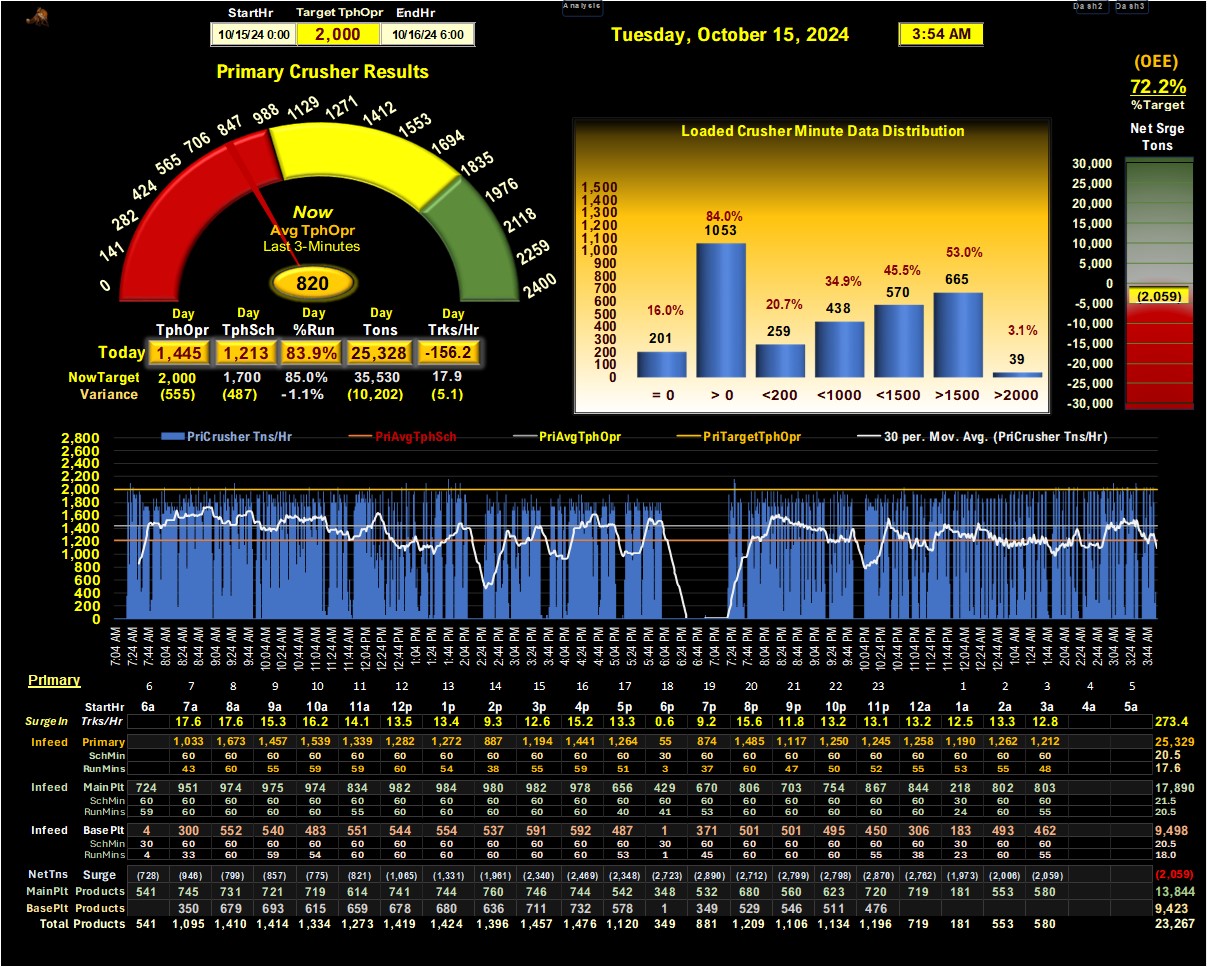 Analysis
Dash2 Dash3
StartHr Target TphOpr EndHr
10/15/24 0:00 2,000 10/16/24 6:00
Tuesday, October 15, 2024 3:54 AM
(OEE)
72.2%
%Target
Primary Crusher Results
0 141 282 424 565 706 847 988 1129 1271 1412 1553 1694 1835 1976 2118 2259 2400
Now
Avg TphOpr
Last 3-Minutes
820
Day Day Day Day Day
TphOpr TphSch %Run Tons Trks/Hr
Today 1,445 1,213 83.9% 25,328 -156.2
NowTarget 2,000 1,700 85.0% 35,530 17.9
Variance (555) (487) -1.1% (10,202) (5.1)
Loaded Crusher Minute Data Distribution
1,500
1,400
1,300
1,200
1,100
1,000
900
800
700
600
500
400
300
200
100
0
16.0% 84.0% 20.7% 34.9% 45.5% 53.0% 3.1%
201 1053 259 438 570 665 39
= 0 > 0 <200 <1000 <1500 >1500 >2000
Net Srge
Tons
30,000
25,000
20,000
15,000
10,000
5,000
0
(2,059)
-5,000
-10,000
-15,000
-20,000
-25,000
-30,000
PriCrusher Tns/Hr PriAvgTphSch PriAvgTphOpr PriTargetTphOpr 30 per. Mov. Avg. (PriCrusher Tns/Hr)
2,800
2,600
2,400
2,200
2,000
1,800
1,600
1,400
1,200
1,000
800
600
400
200
0
7:04 AM 7:24 AM 7:44 AM 8:04 AM 8:24 AM 8:44 AM 9:04 AM 9:24 AM 9:44 AM 10:04 AM 10:24 AM 10:44 AM 11:04 AM 11:24 AM 11:44 AM 12:04 PM 12:24 PM 12:44 PM 1:04 PM 1:24 PM 1:44 PM 2:04 PM 2:24 PM 2:44 PM 3:04 PM 3:24 PM 3:44 PM 4:04 PM 4:24 PM 4:44 PM 5:04 PM 5:24 PM 5:44 PM 6:04 PM 6:24 PM 6:44 PM 7:04 PM 7:24 PM 7:44 PM 8:04 PM 8:24 PM 8:44 PM 9:04 PM 9:24 PM 9:44 PM 10:04 PM 10:24 PM 10:44 PM 11:04 PM 11:24 PM 11:44 PM 12:04 AM 12:24 AM 12:44 AM 1:04 AM 1:24 AM 1:44 AM 2:04 AM 2:24 AM 2:44 AM 3:04 AM 3:24 AM 3:44 AM
Primary 6 7 8 9 10 11 12 13 14 15 16 17 18 19 20 21 22 23 1 2 3 4 5
StartHr 6a 7a 8a 9a 10a 11a 12p 1p 2p 3p 4p 5p 6p 7p 8p 9p 10p 11p 12a 1a 2a 3a 4a 5a
SurgeIn Trks/Hr 17.6 17.6 15.3 16.2 14.1 13.5 13.4 9.3 12.6 15.2 13.3 0.6 9.2 15.6 11.8 13.2 13.1 13.2 12.5 13.3 12.8 273.4
Infeed Primary 1,033 1,673 1,457 1,539 1,339 1,282 1,272 887 1,194 1,441 1,264 55 874 1,485 1,117 1,250 1,245 1,258 1,190 1,262 1,212 25,329
SchMin 60 60 60 60 60 60 60 60 60 60 60 30 60 60 60 60 60 60 60 60 60 20.5
RunMins 43 60 55 59 59 60 54 38 55 59 51 3 37 60 47 50 52 55 53 55 48 17.6
Infeed MainPlt 724 951 974 975 974 834 982 984 980 982 978 656 429 670 806 703 754 867 844 218 802 803 17,890
SchMin 60 60 60 60 60 60 60 60 60 60 60 60 60 60 60 60 60 60 60 30 60 60 21.5
RunMins 59 60 60 60 60 55 60 60 60 60 60 40 41 53 60 60 60 60 60 24 60 55 20.5
Infeed BasePlt 4 300 552 540 483 551 544 554 537 591 592 487 1 371 501 501 495 450 306 183 493 462 9,498
SchMin 30 60 60 60 60 60 60 60 60 60 60 60 30 60 60 60 60 60 60 30 60 60 20.5
RunMins 4 33 60 59 54 60 60 60 60 60 60 53 1 45 60 60 60 55 38 23 60 55 18.0
NetTns Surge (728) (946) (799) (857) (775) (821) (1,065) (1,331) (1,961) (2,340) (2,469) (2,348) (2,723) (2,890) (2,712) (2,799) (2,798) (2,870) (2,762) (1,973) (2,006) (2,059) (2,059)
MainPlt Products 541 745 731 721 719 614 741 744 760 746 744 542 348 532 680 560 623 720 719 181 553 580 13,844
BasePlt Products 350 679 693 615 659 678 680 636 711 732 578 1 349 529 546 511 476 9,423
Total Products 541 1,095 1,410 1,414 1,334 1,273 1,419 1,424 1,396 1,457 1,476 1,120 349 881 1,209 1,106 1,134 1,196 719 181 553 580 23,267